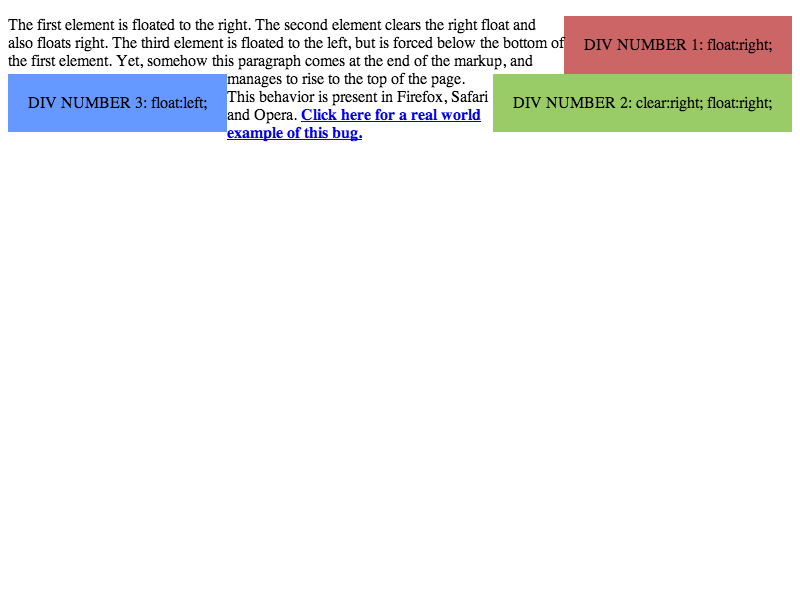 The first element is floated to the right. The second element clears the right float and
also floats right. The third element is floated to the left, but is forced below the bottom of
the first element. Yet, somehow this paragraph comes at the end of the markup, and
manages to rise to the top of the page.
This behavior is present in Firefox, Safari
and Opera. Click here for a real world
example of this bug.
DIV NUMBER 1: float:right;
DIV NUMBER 3: float:left;
DIV NUMBER 2: clear:right; float:right;